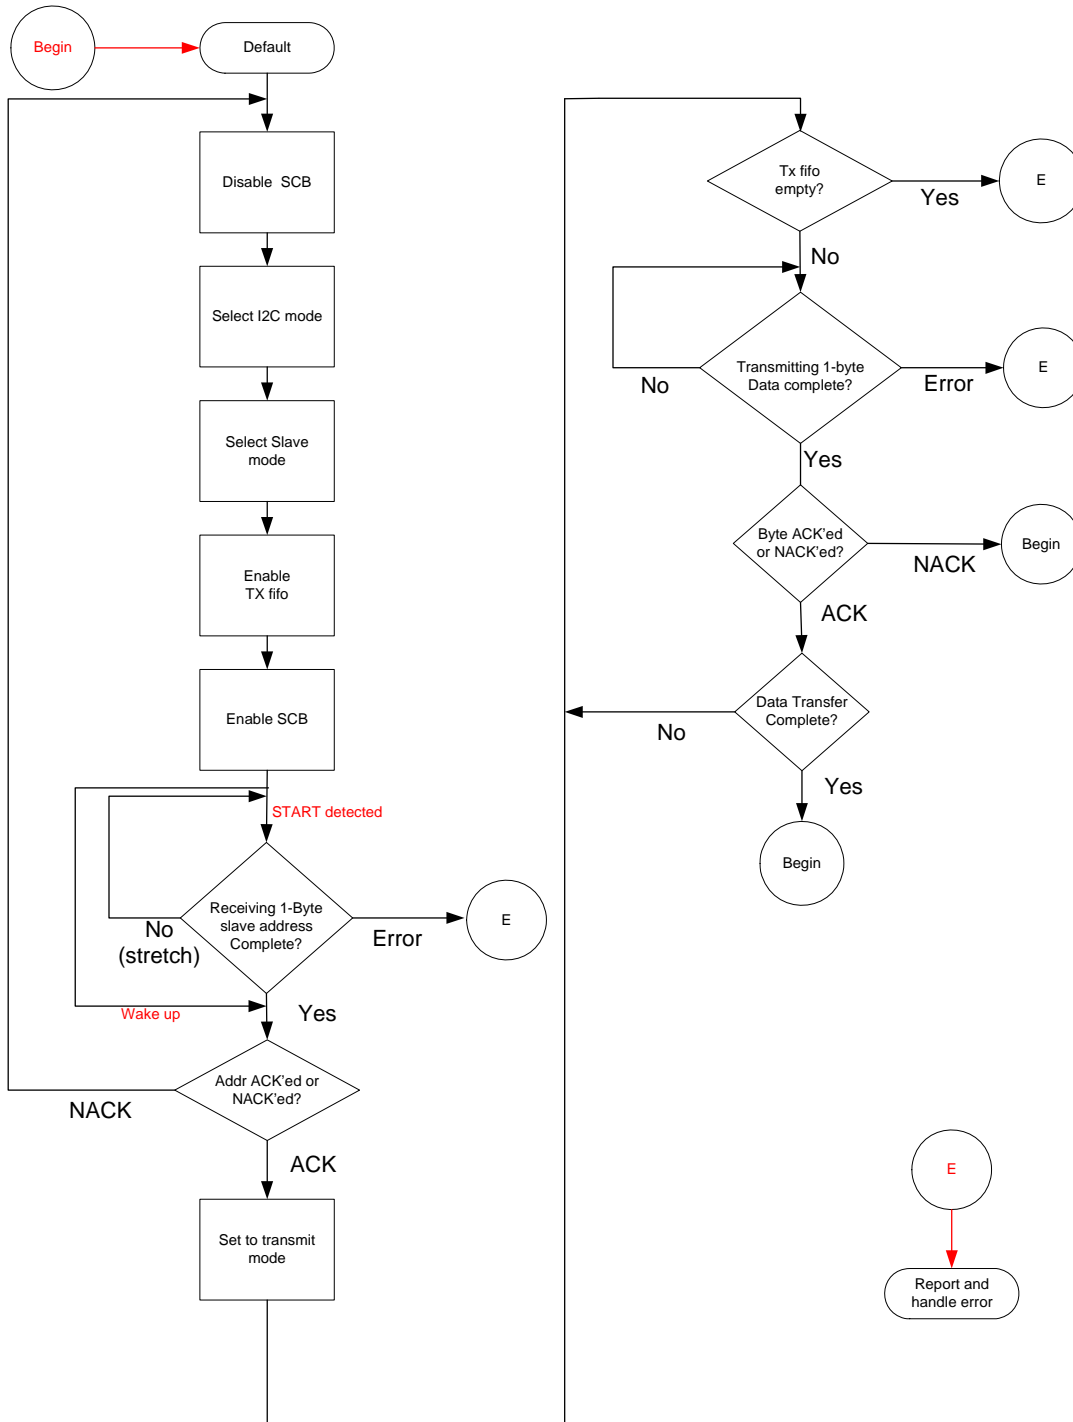 Begin
Default
Disable SCB
Select I2C mode
Select Slave
mode
Enable
TX fifo
Enable SCB
START detected
Receiving 1-Byte
slave address
Complete?
No
(stretch)
Error
E
Wake up
Yes
Addr ACK'ed or
NACK'ed?
NACK
ACK
Set to transmit
mode
Tx fifo
empty?
Yes
E
No
Transmitting 1-byte
Data complete?
No
Error
E
Yes
Byte ACK'ed
or NACK'ed?
NACK
Begin
ACK
Data Transfer
Complete?
No
Yes
Begin
E
Report and
handle error